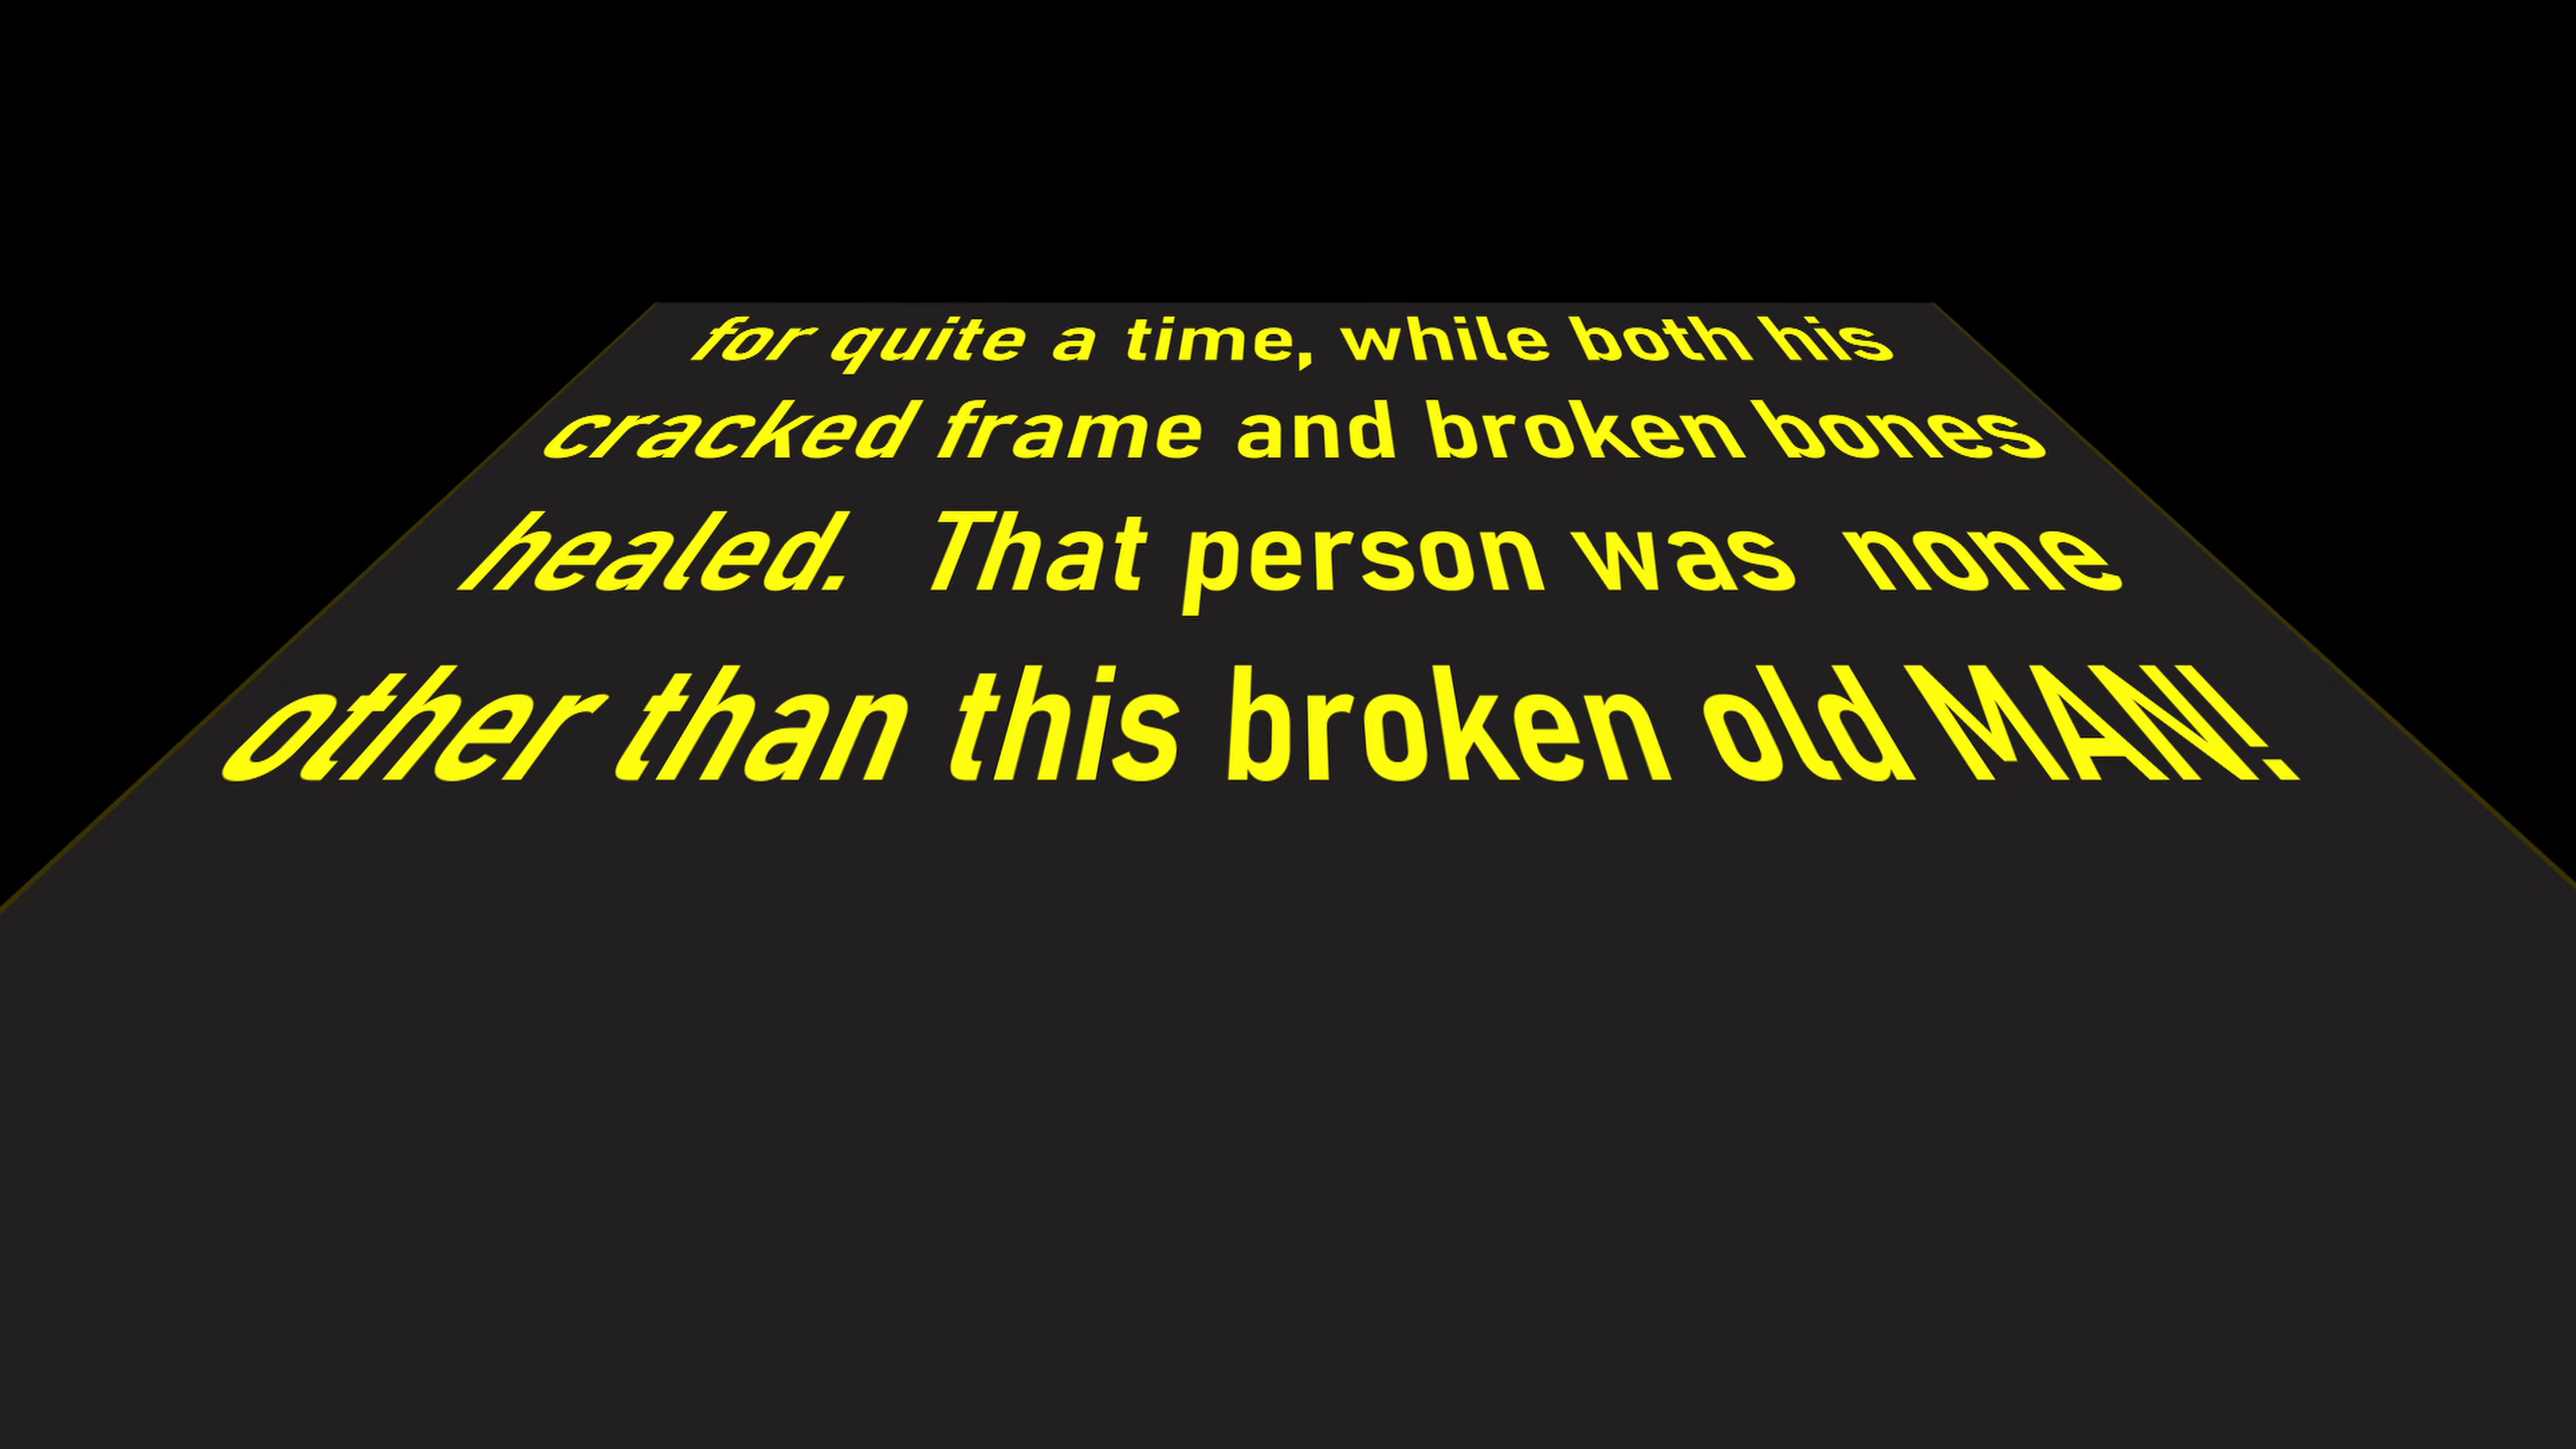 for quite a time, while both his
cracked frame and broken bones
healed.  That person was  none
other than this broken old MAN!